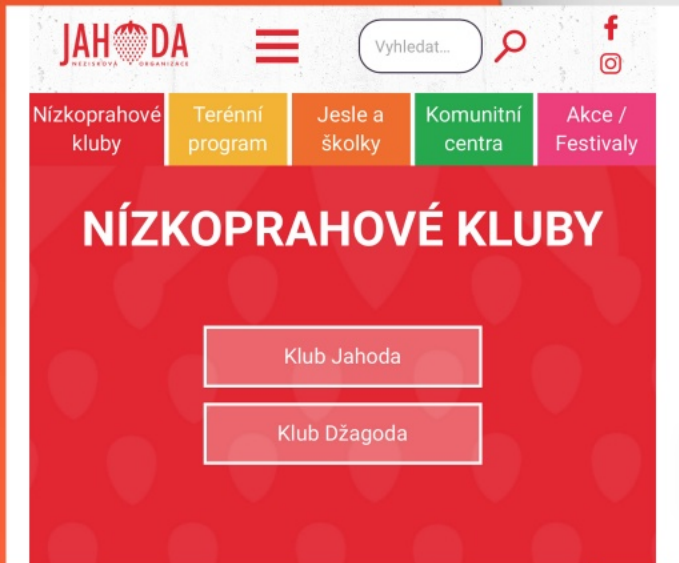 JAHODA
NEZISKOVÁ ORGANIZACE
Vyhledat...
Nízkoprahové
kluby
Terénní
program
Jesle a
školky
Komunitní
centra
Akce /
Festivaly
NÍZKOPRAHOVÉ KLUBY
Klub Jahoda
Klub Džagoda